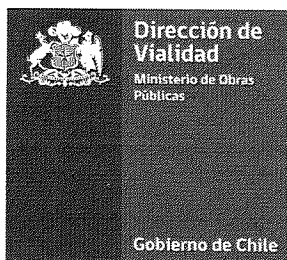 Dirección de
Vialidad
Ministerio de Obras
Públicas
Gobierno de Chile